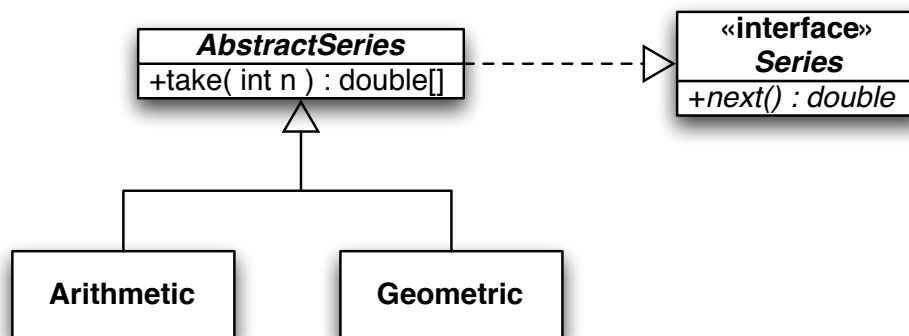 AbstractSeries
+take( int n ) : double[]
«interface»
Series
+next() : double
Arithmetic
Geometric